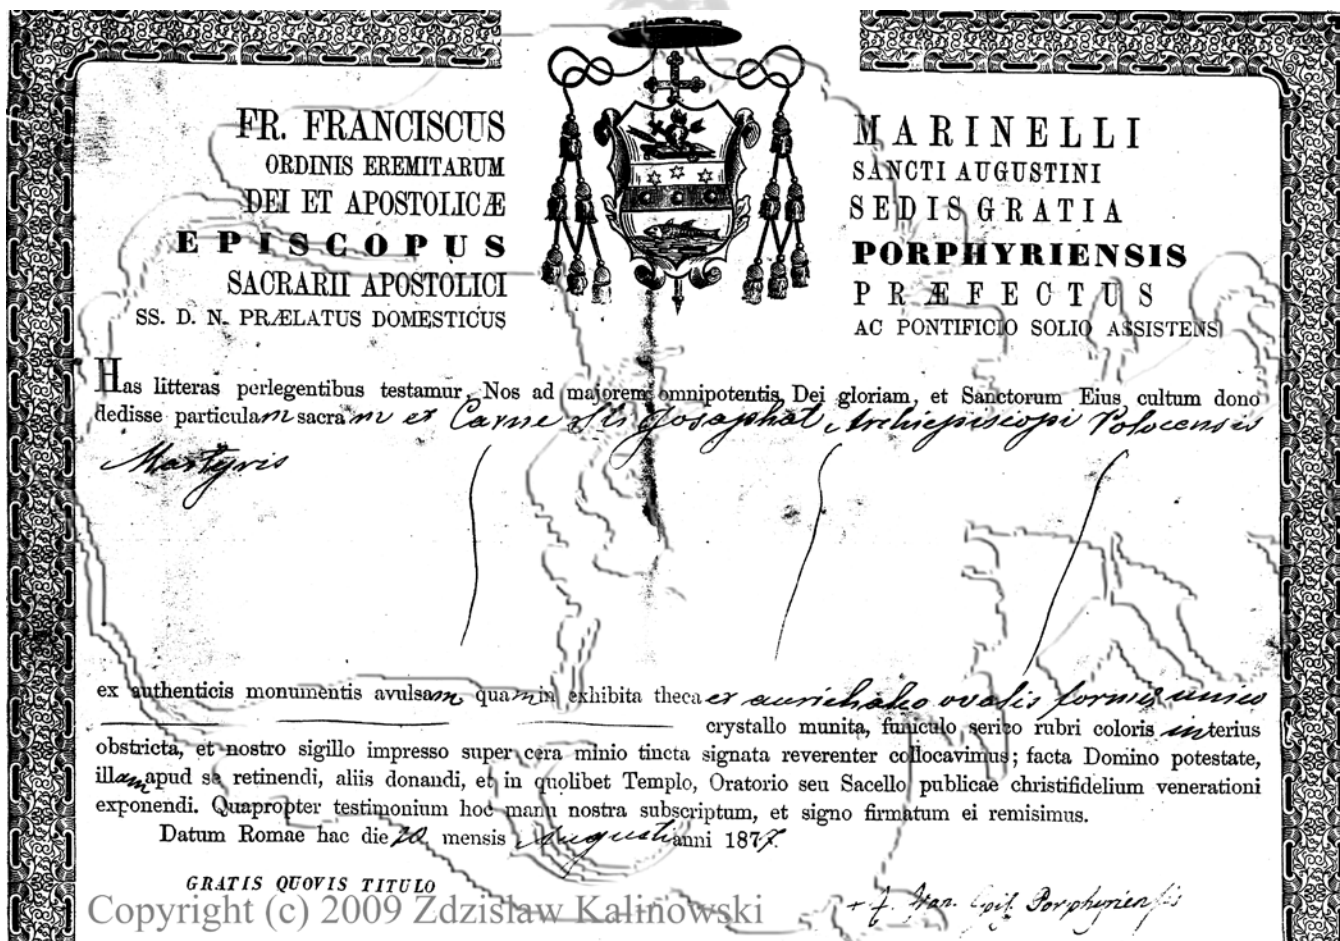 FR. FRANCISCUS MARINELLI
ORDINIS EREMITARUM SANCTI AUGUSTINI
DEI ET APOSTOLICÆ SEDIS GRATIA
EPISCOPUS PORPHYRIENSIS
SACRARII APOSTOLICI PRÆFECTUS
SS. D. N. PRÆLATUS DOMESTICUS AC PONTIFICIO SOLIO ASSISTENS
Has litteras perlegentibus testamur, Nos ad majorem omnipotentis Dei gloriam, et Sanctorum Eius cultum dono
dedisse particulam sacram ex Carne Sti Josaphat Archiepiscopi Polocensis
Martyris
ex authenticis monumentis avulsam quam in exhibita theca ex aurichalco ovalis formis unico
crystallo munita, funiculo serico rubri coloris interius
obstricta, et nostro sigillo impresso super cera minio tincta signata reverenter collocavimus; facta Domino potestate,
illam apud se retinendi, aliis donandi, et in quolibet Templo, Oratorio seu Sacello publicae christifidelium venerationi
exponendi. Quapropter testimonium hoc manu nostra subscriptum, et signo firmatum ei remisimus.
Datum Romae hac die 20 mensis Augusti anni 1877.
GRATIS QUOVIS TITULO
+ f. Fran. Epis. Porphyriensis
Copyright (c) 2009 Zdzisław Kalinowski